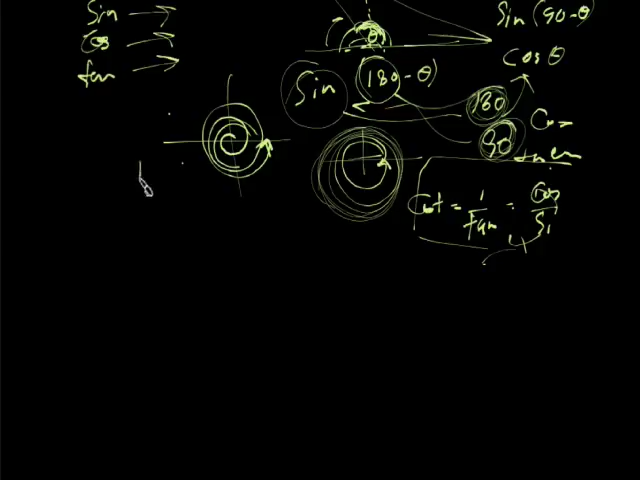 Sin →
Cos →
tan →
θ
Sin (90-θ)
Cos θ
Sin (180-θ)
180
90
Cot = 1/tan = Cos/Si